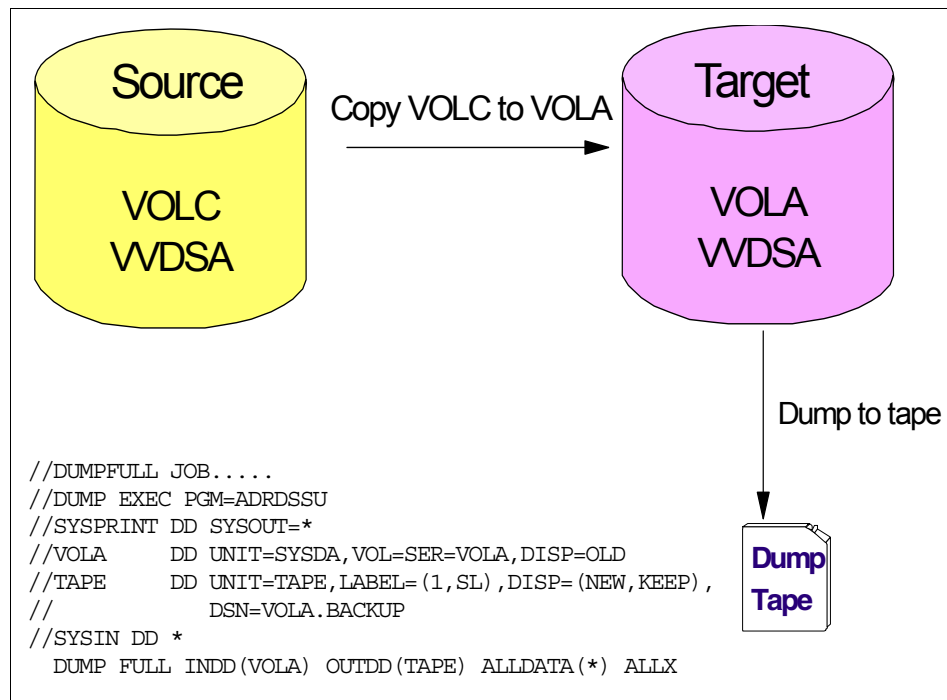 Source
VOLC
VVDSA
Copy VOLC to VOLA
Target
VOLA
VVDSA
Dump to tape
Dump
Tape
//DUMPFULL JOB.....
//DUMP EXEC PGM=ADRDSSU
//SYSPRINT DD SYSOUT=*
//VOLA DD UNIT=SYSDA,VOL=SER=VOLA,DISP=OLD
//TAPE DD UNIT=TAPE,LABEL=(1,SL),DISP=(NEW,KEEP),
// DSN=VOLA.BACKUP
//SYSIN DD *
DUMP FULL INDD(VOLA) OUTDD(TAPE) ALLDATA(*) ALLX